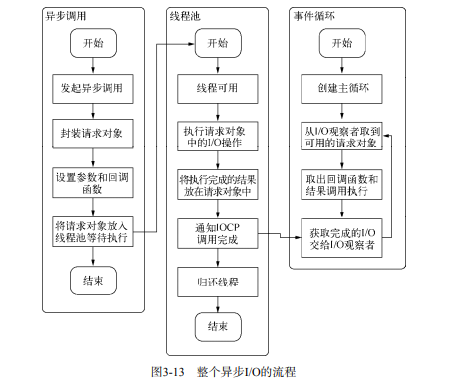 异步调用
开始
发起异步调用
封装请求对象
设置参数和回调
函数
将请求对象放入
线程池等待执行
结束
线程池
开始
线程可用
执行请求对象
中的I/O操作
将执行完成的结果
放在请求对象中
通知IOCP
调用完成
归还线程
结束
事件循环
开始
创建主循环
从I/O观察者取到
可用的请求对象
取出回调函数和
结果调用执行
获取完成的I/O
交给I/O观察者
图3-13 整个异步I/O的流程